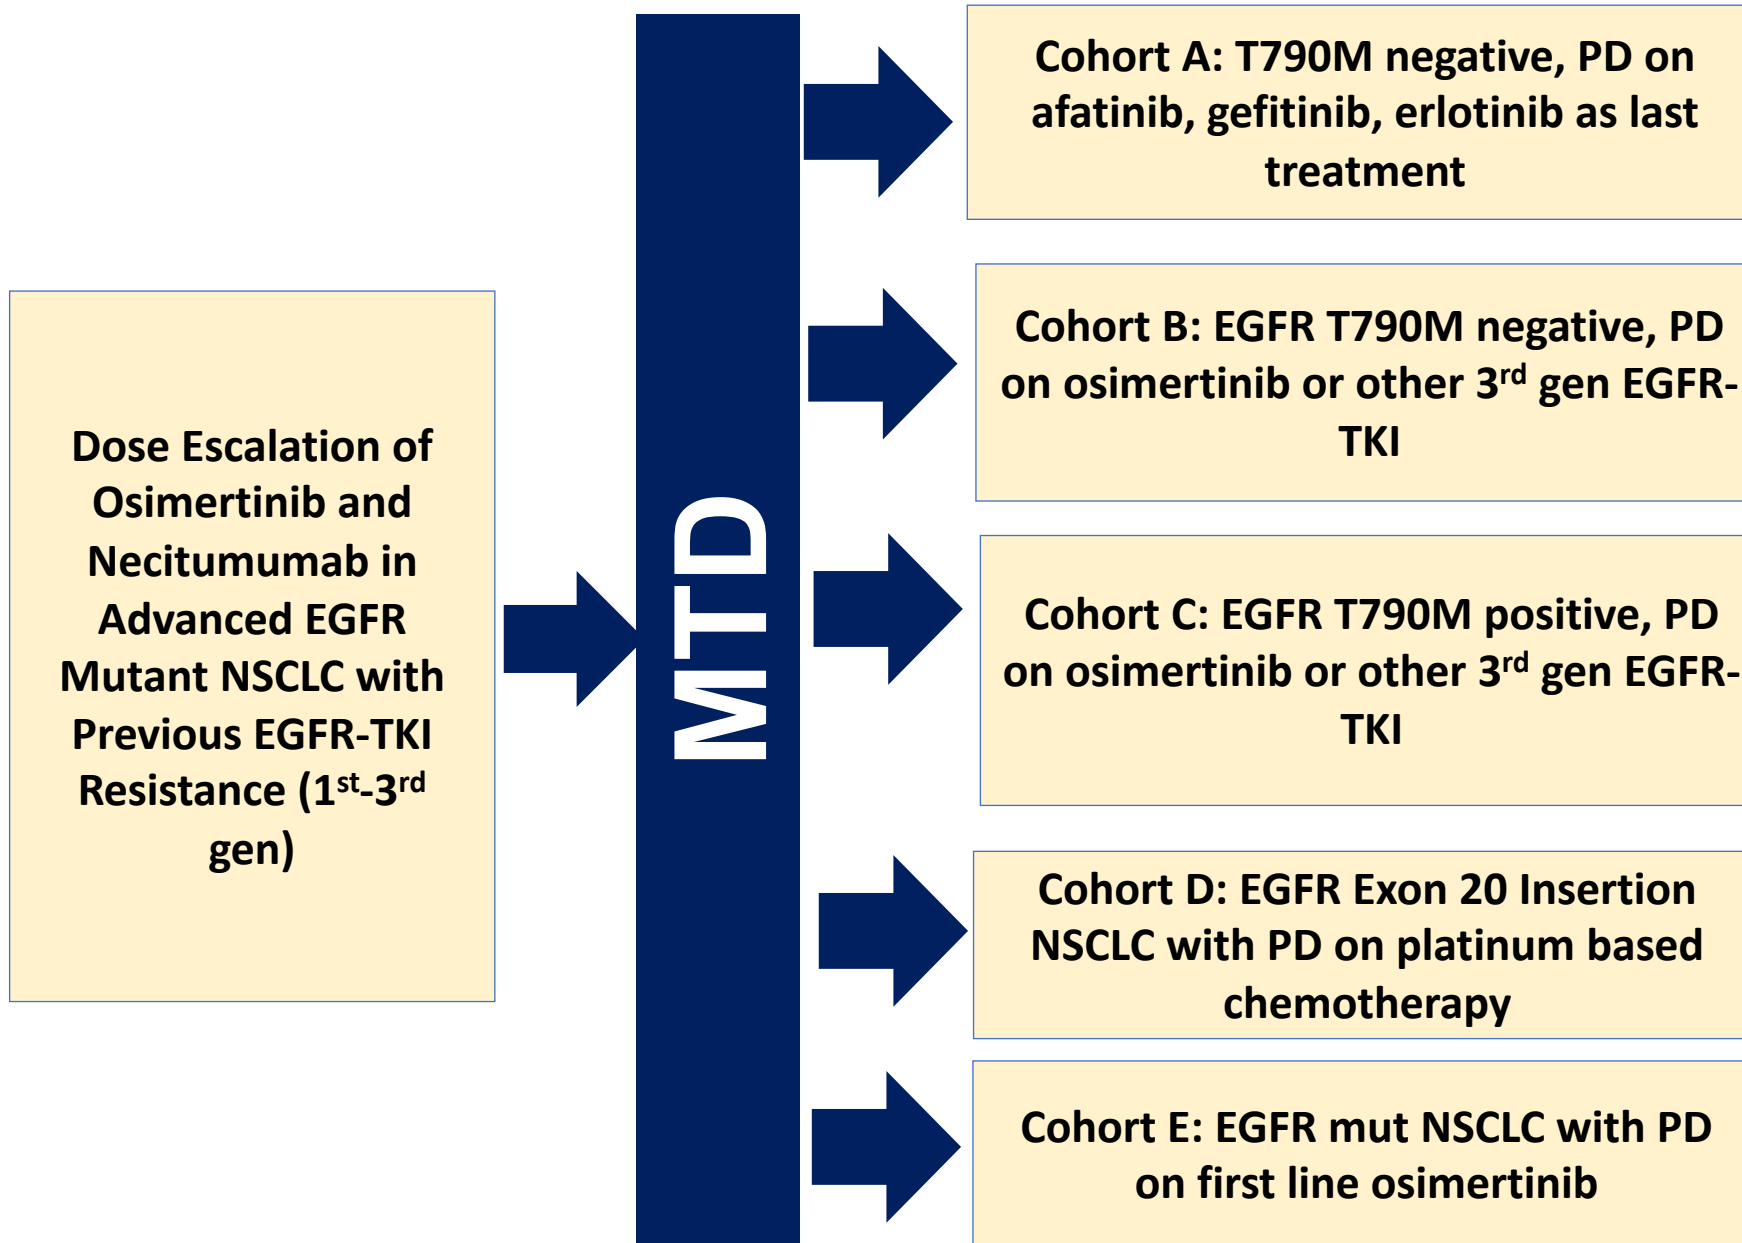 Dose Escalation of
Osimertinib and
Necitumumab in
Advanced EGFR
Mutant NSCLC with
Previous EGFR-TKI
Resistance (1st-3rd
gen)
MTD
Cohort A: T790M negative, PD on
afatinib, gefitinib, erlotinib as last
treatment
Cohort B: EGFR T790M negative, PD
on osimertinib or other 3rd gen EGFR-
TKI
Cohort C: EGFR T790M positive, PD
on osimertinib or other 3rd gen EGFR-
TKI
Cohort D: EGFR Exon 20 Insertion
NSCLC with PD on platinum based
chemotherapy
Cohort E: EGFR mut NSCLC with PD
on first line osimertinib